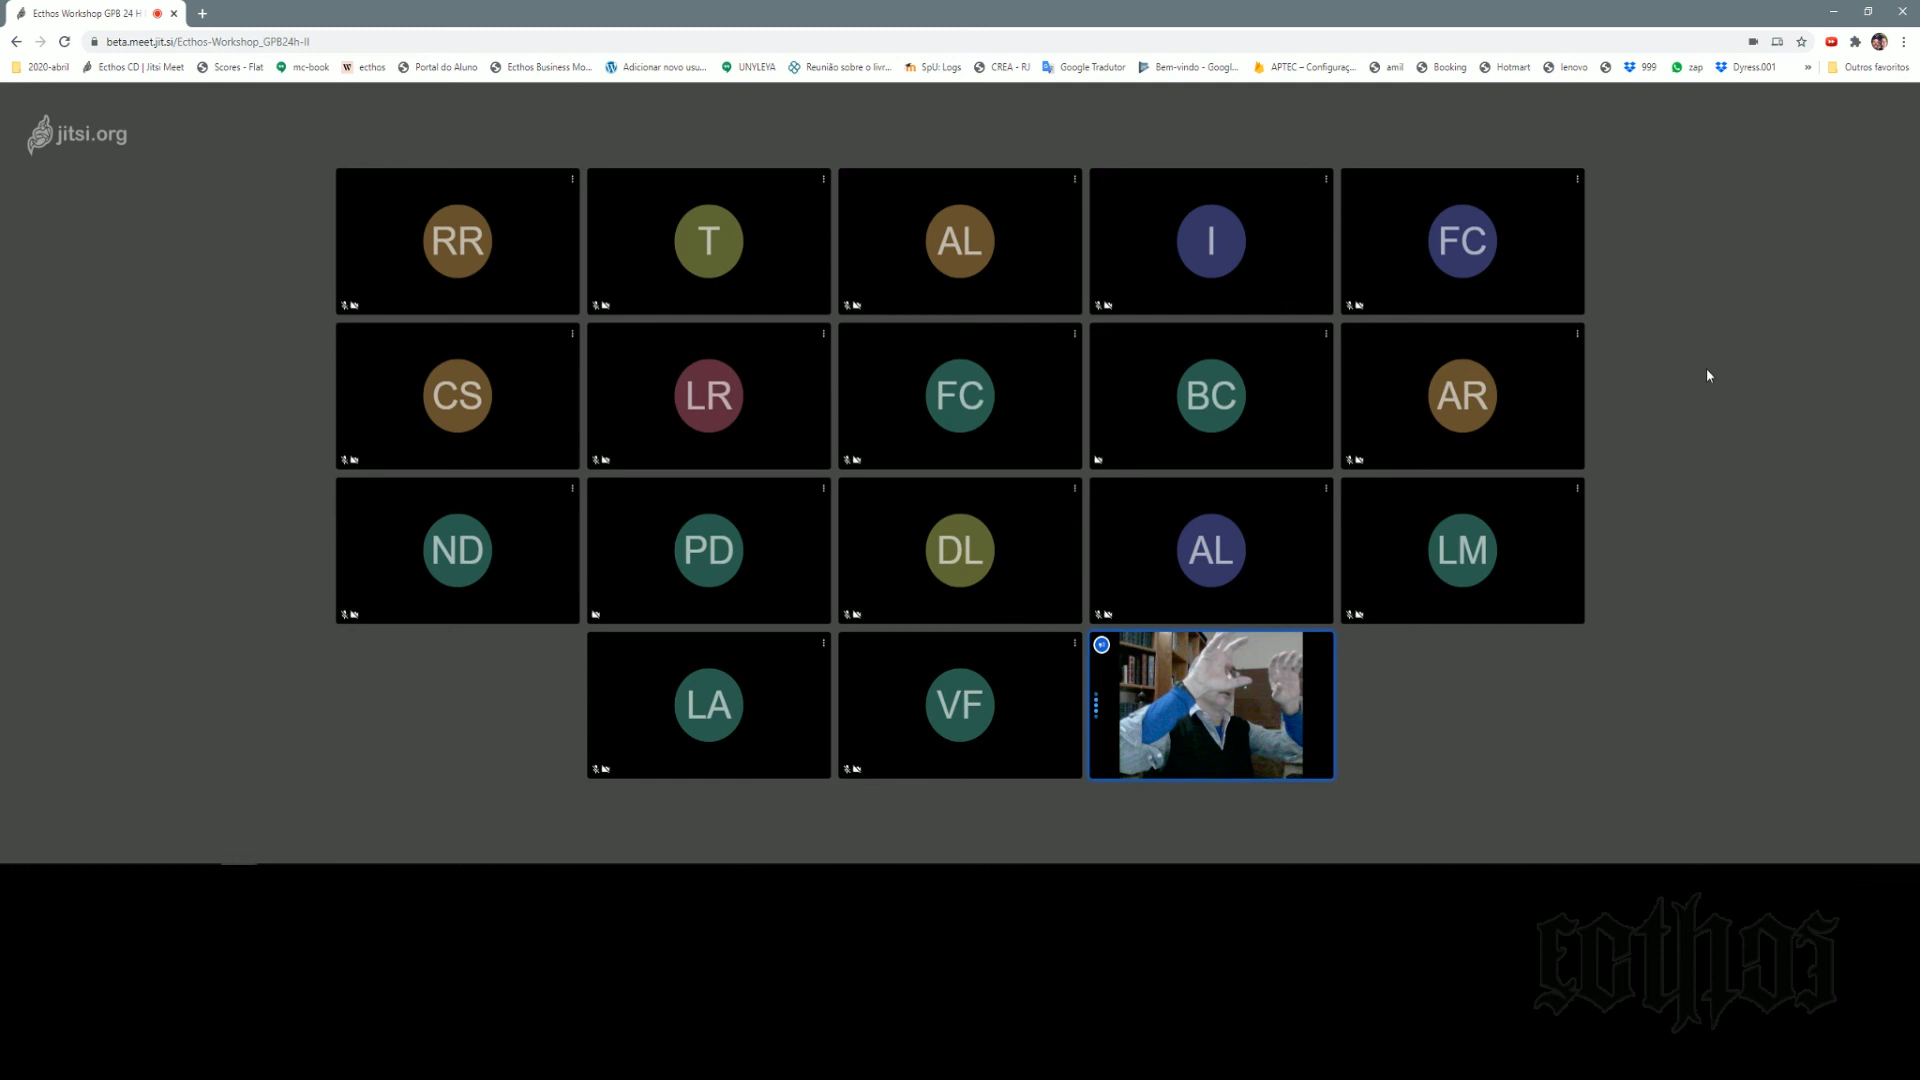 Ecthos Workshop GPB 24 H
beta.meet.jit.si/Ecthos-Workshop_GPB24h-II
2020-abril Ecthos CD | Jitsi Meet Scores - Flat mc-book ecthos Portal do Aluno Ecthos Business Mo... Adicionar novo usu... UNYLEYA Reunião sobre o livr... SpU: Logs CREA - RJ Google Tradutor Bem-vindo - Googl... APTEC – Configuraç... amil Booking Hotmart lenovo 999 zap Dyress.001 » Outros favoritos
jitsi.org
RR T AL I FC
CS LR FC BC AR
ND PD DL AL LM
LA VF
ecthos